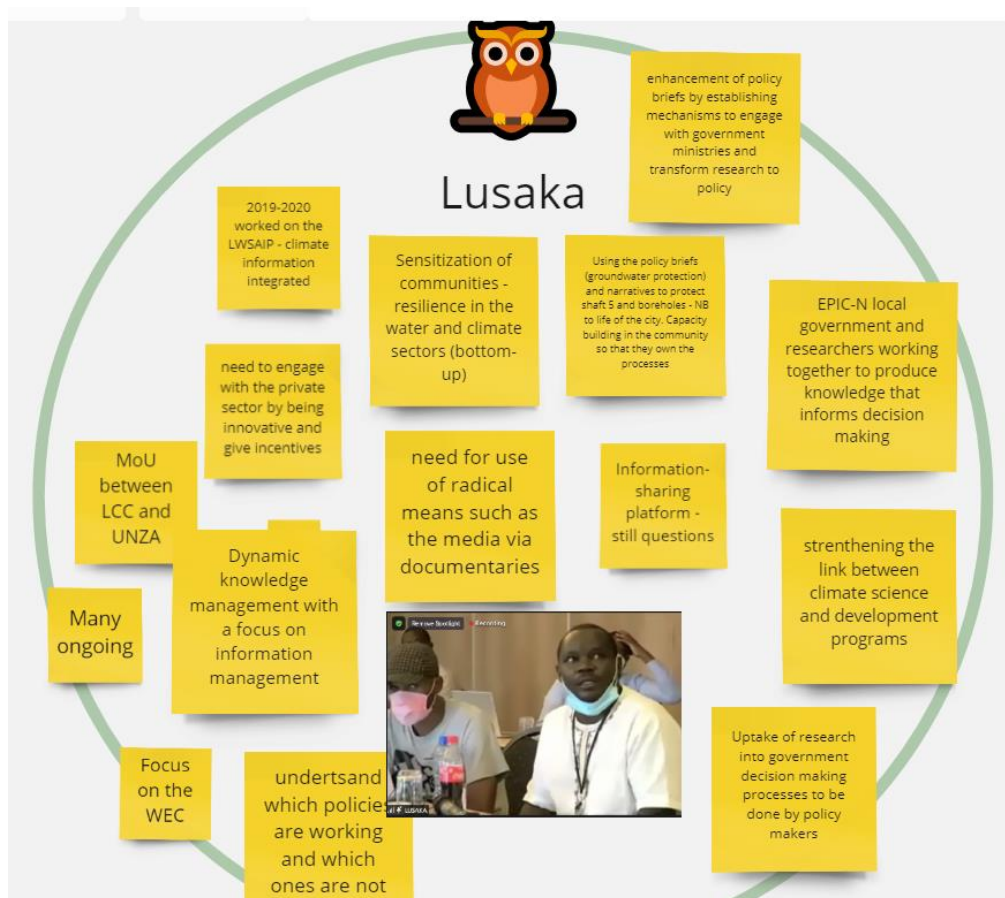 Lusaka
enhancement of policy
briefs by establishing
mechanisms to engage
with government
ministries and
transform research to
policy
2019-2020
worked on the
LWSAIP - climate
information
integrated
Sensitization of
communities -
resilience in the
water and climate
sectors (bottom-
up)
Using the policy briefs
(groundwater protection)
and narratives to protect
shaft 5 and boreholes - NB
to life of the city. Capacity
building in the community
so that they own the
processes
EPIC-N local
government and
researchers working
together to produce
knowledge that
informs decision
making
need to engage
with the private
sector by being
innovative and
give incentives
MoU
between
LCC and
UNZA
need for use
of radical
means such as
the media via
documentaries
Information-
sharing
platform -
still questions
strenthening the
link between
climate science
and development
programs
Many
ongoing
Dynamic
knowledge
management with
a focus on
information
management
Remove Spotlight
Recording
LUSAKA
Focus
on the
WEC
undertsand
which policies
are working
and which
ones are not
Uptake of research
into government
decision making
processes to be
done by policy
makers